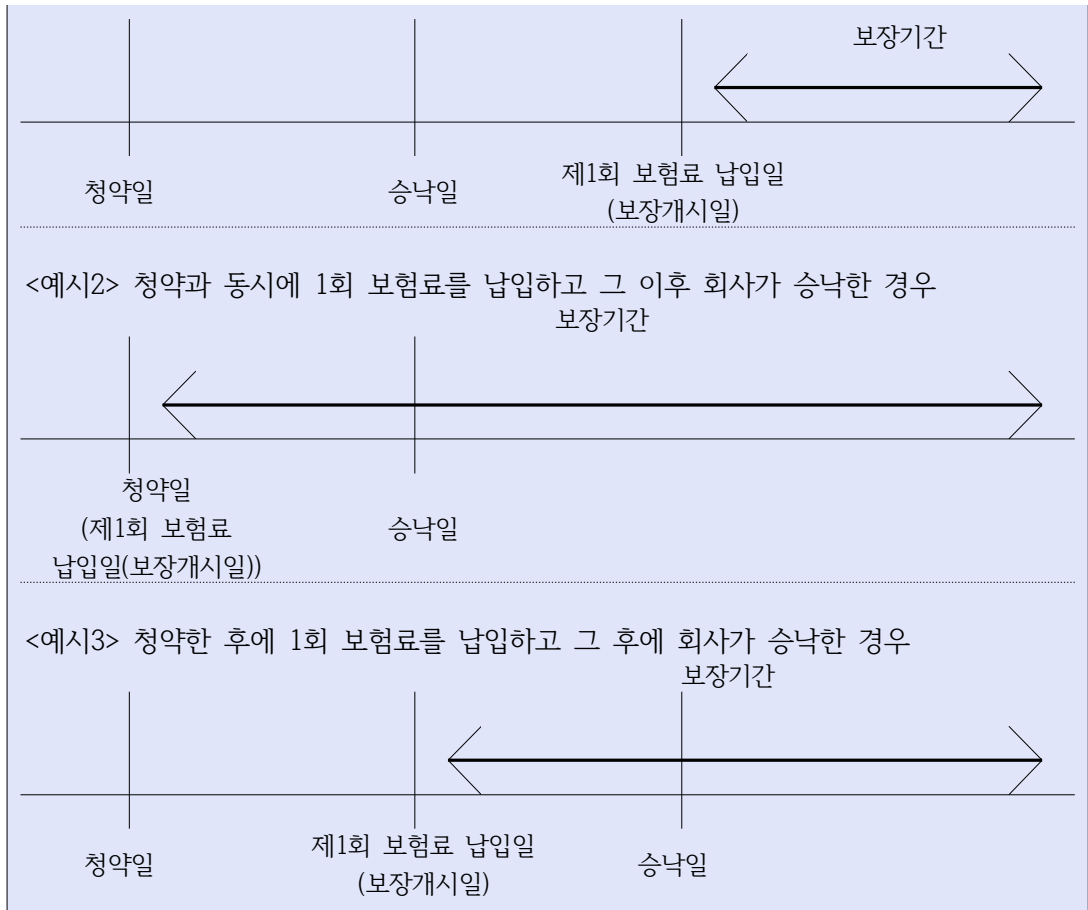 보장기간
청약일
승낙일
제1회 보험료 납입일
(보장개시일)
<예시2> 청약과 동시에 1회 보험료를 납입하고 그 이후 회사가 승낙한 경우
보장기간
청약일
(제1회 보험료
납입일(보장개시일))
승낙일
<예시3> 청약한 후에 1회 보험료를 납입하고 그 후에 회사가 승낙한 경우
보장기간
청약일
제1회 보험료 납입일
(보장개시일)
승낙일